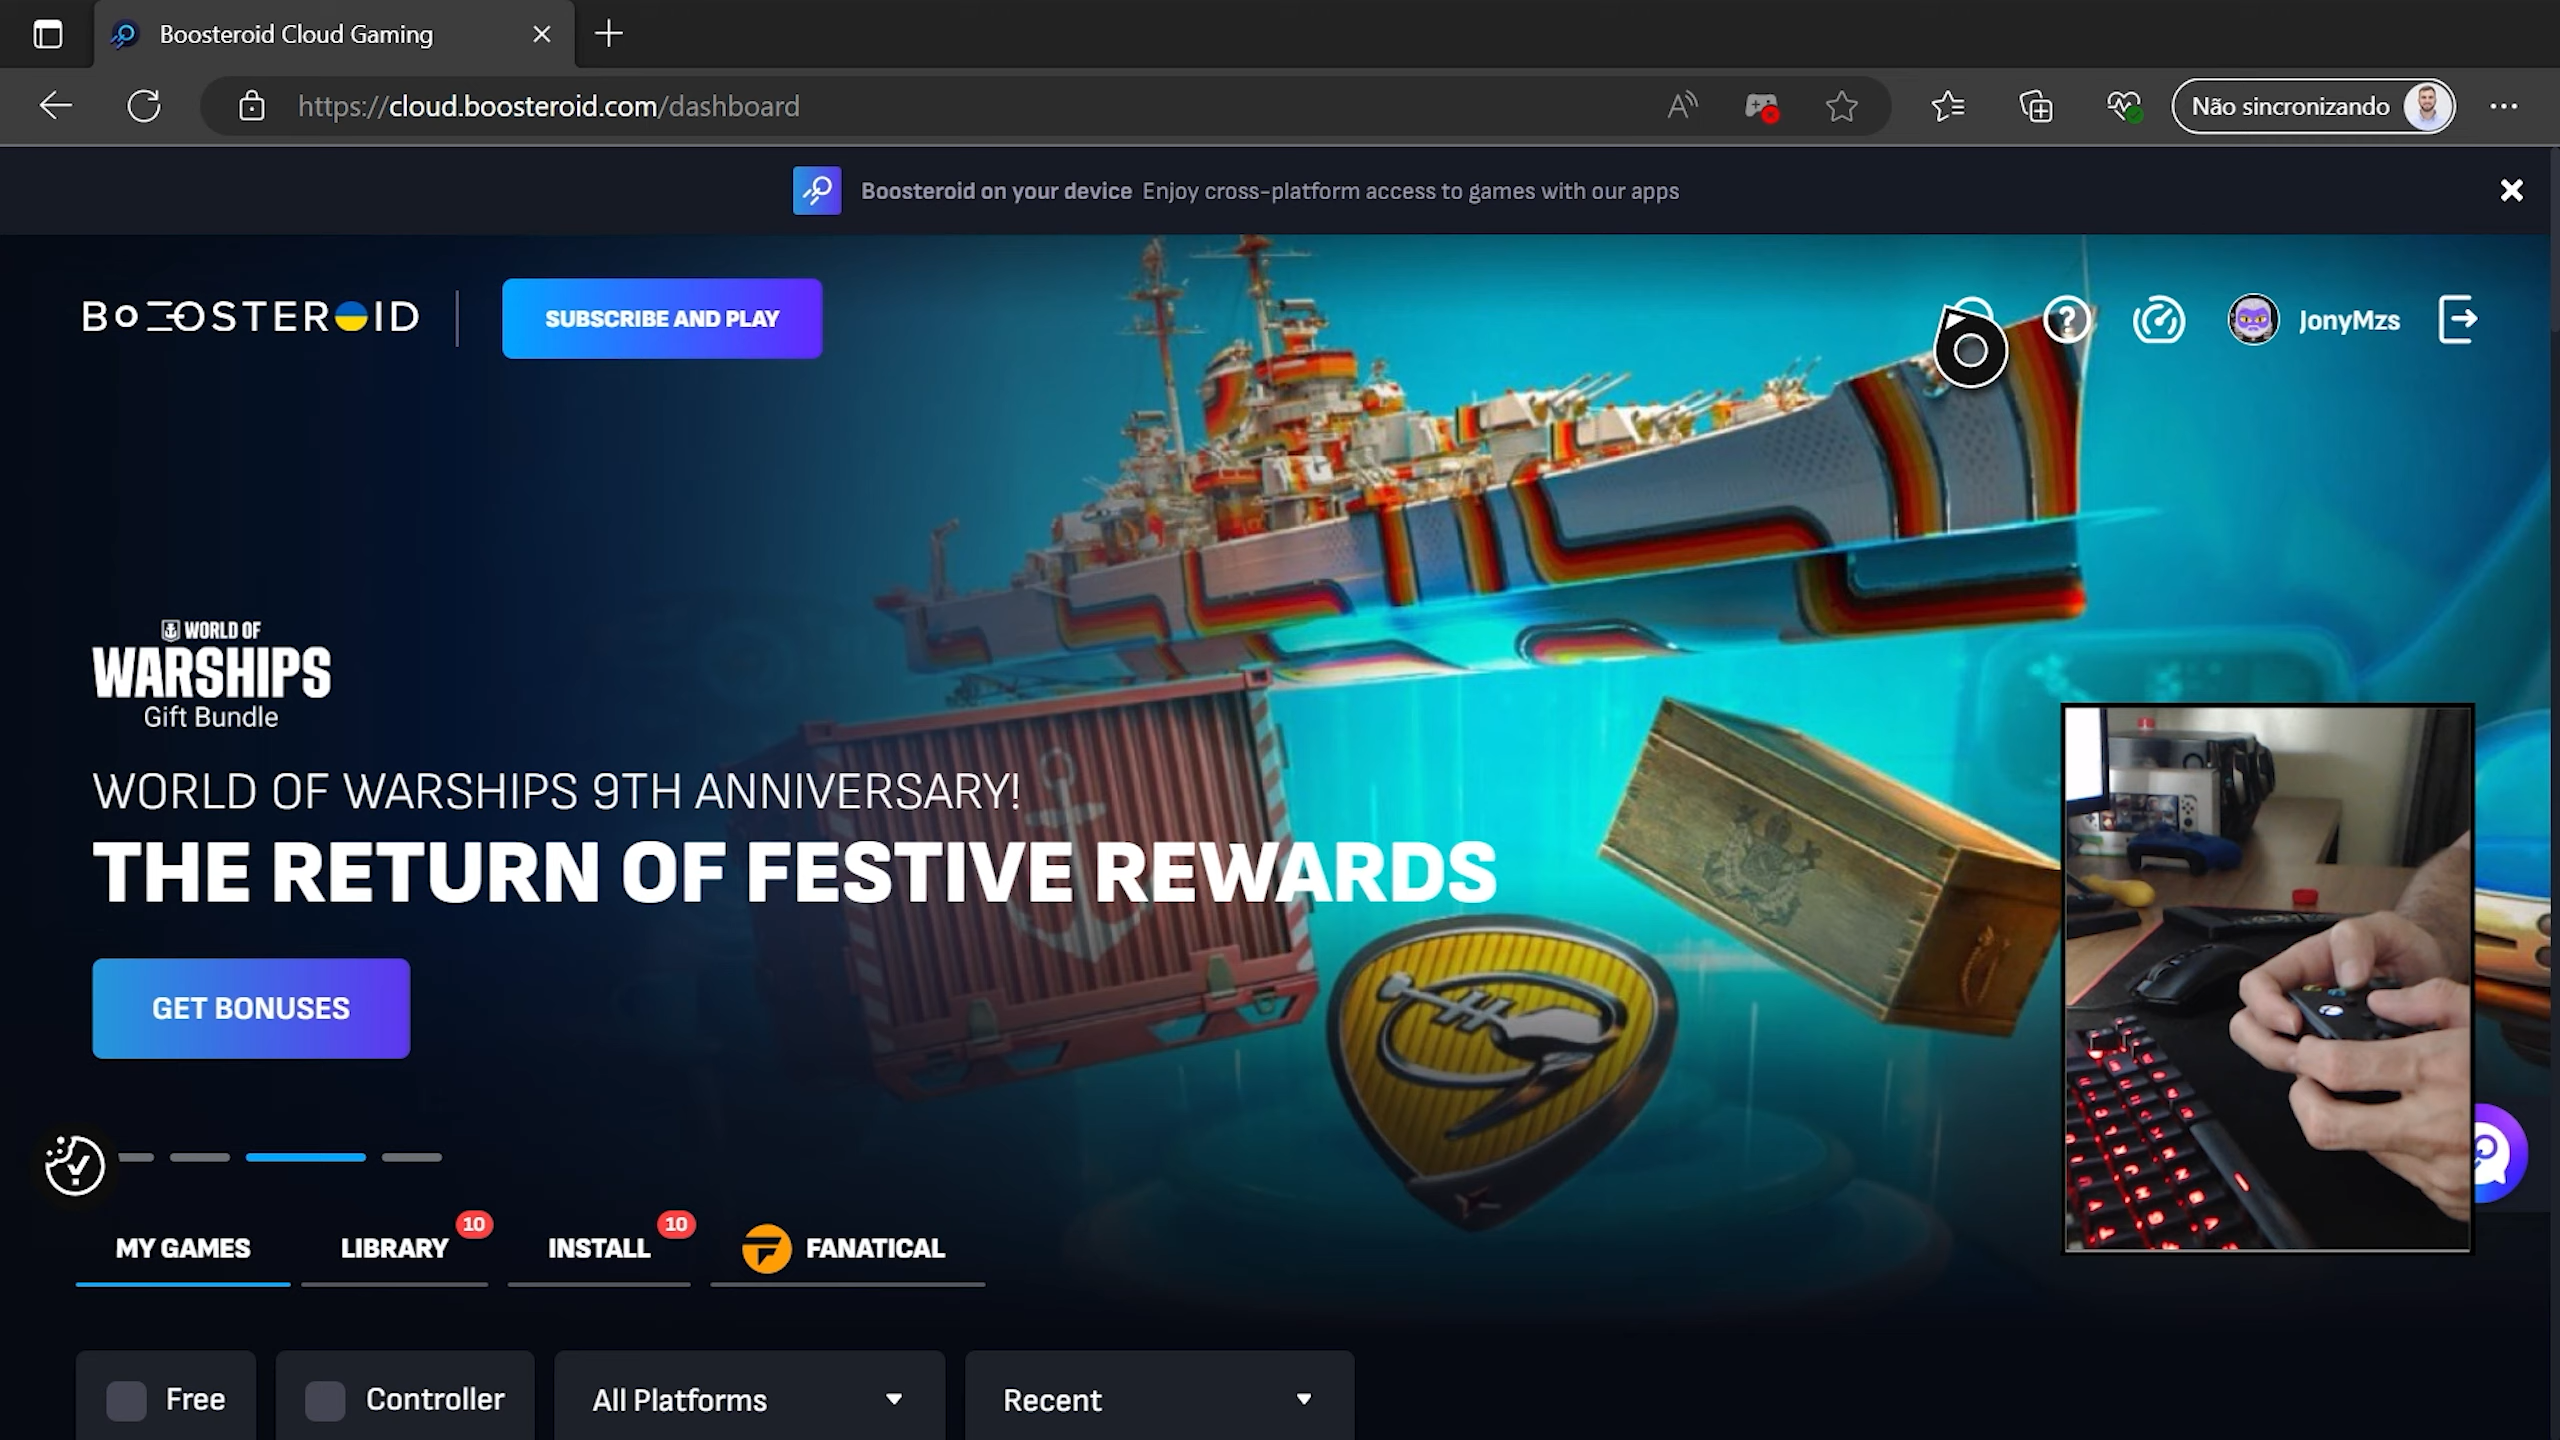 Boosteroid Cloud Gaming
https://cloud.boosteroid.com/dashboard
Não sincronizando
Boosteroid on your device Enjoy cross-platform access to games with our apps
BOOSTEROID
SUBSCRIBE AND PLAY
JonyMzs
WORLD OF
WARSHIPS
Gift Bundle
WORLD OF WARSHIPS 9TH ANNIVERSARY!
THE RETURN OF FESTIVE REWARDS
GET BONUSES
MY GAMES
LIBRARY 10
INSTALL 10
FANATICAL
Free
Controller
All Platforms
Recent